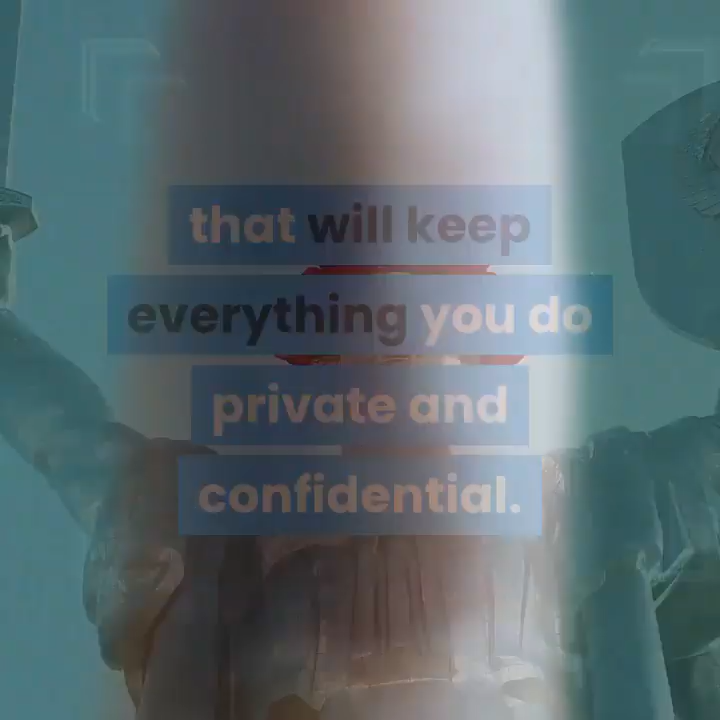 that will keep
everything you do
private and
confidential.